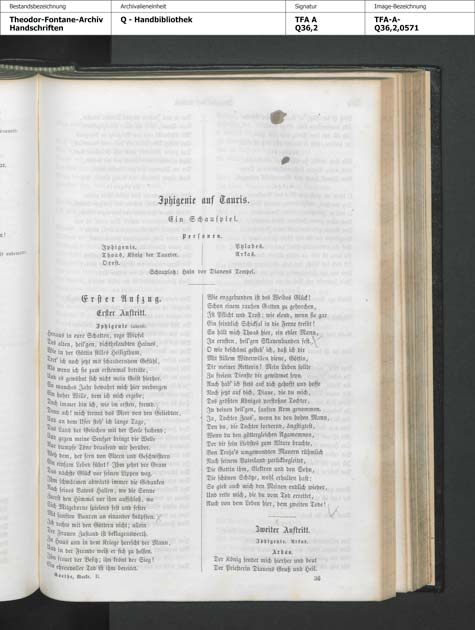 Bestandsbezeichnung
Theodor-Fontane-Archiv
Handschriften
Archivalieneinheit
Q - Handbibliothek
Signatur
TFA A
Q36,2
Image-Bezeichnung
TFA-A-
Q36,2,0571
Iphigenie auf Tauris.
Ein Schauspiel.
Personen.
Iphigenie.
Thoas, König der Taurier.
Orest.
Pylades.
Arkas.
Schauplatz: Hain vor Dianens Tempel.
Erster Aufzug.
Erster Auftritt.
Iphigenie
Heraus in eure Schatten, rege Wipfel
Des alten, heil'gen, dichtbelaubten Haines,
Wie in der Göttin stilles Heiligthum,
Tret' ich noch jetzt mit schauderndem Gefühl,
Als wenn ich sie zum erstenmal beträte,
Und es gewöhnt sich nicht mein Geist hierher.
So manches Jahr bewahrt mich hier verborgen
Ein hoher Wille, dem ich mich ergebe;
Doch immer bin ich, wie im ersten, fremd.
Denn ach! mich trennt das Meer von den Geliebten,
Und an dem Ufer steh' ich lange Tage,
Das Land der Griechen mit der Seele suchend;
Und gegen meine Seufzer bringt die Welle
Nur dumpfe Töne brausend mir herüber.
Weh dem, der fern von Eltern und Geschwistern
Ein einsam Leben führt! Ihm zehrt der Gram
Das nächste Glück vor seinen Lippen weg.
Ihm schwärmen abwärts immer die Gedanken
Nach seines Vaters Hallen, wo die Sonne
Zuerst den Himmel vor ihm aufschloß, wo
Sich Mitgeborne spielend fest und fester
Mit sanften Banden an einander knüpften.
Ich rechte mit den Göttern nicht; allein
Der Frauen Zustand ist beklagenswerth.
Zu Haus und in dem Kriege herrscht der Mann,
Und in der Fremde weiß er sich zu helfen.
Ihn freuet der Besitz; ihn krönt der Sieg!
Ein ehrenvoller Tod ist ihm bereitet.
Goethe, Werke. II.
Wie enggebunden ist des Weibes Glück!
Schon einem rauhen Gatten zu gehorchen,
Ist Pflicht und Trost; wie elend, wenn sie gar
Ein feindlich Schicksal in die Ferne treibt!
So hält mich Thoas hier, ein edler Mann,
In ernsten, heil'gen Sklavenbanden fest.
O wie beschämt gesteh' ich, daß ich dir
Mit stillem Widerwillen diene, Göttin,
Dir meiner Retterin! Mein Leben sollte
Zu freiem Dienste dir gewidmet seyn.
Auch hab' ich stets auf dich gehofft und hoffe
Noch jetzt auf dich, Diana, die du mich,
Des größten Königes verstoßne Tochter,
In deinen heil'gen, sanften Arm genommen.
Ja, Tochter Zeus', wenn du den hohen Mann,
Den du, die Tochter fordernd, ängstigtest,
Wenn du den göttergleichen Agamemnon,
Der dir sein Liebstes zum Altare brachte,
Von Troja's umgewandten Mauern rühmlich
Nach seinem Vaterland zurückbegleitet,
Die Gattin ihm, Elektren und den Sohn,
Die schönen Schätze, wohl erhalten hast;
So gieb auch mich den Meinen endlich wieder,
Und rette mich, die du vom Tod errettet,
Auch von dem Leben hier, dem zweiten Tode!
Zweiter Auftritt.
Iphigenie. Arkas.
Arkas.
Der König sendet mich hierher und beut
Der Priesterin Dianens Gruß und Heil.
36